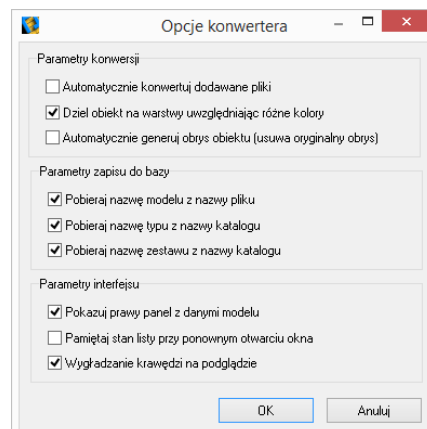 Opcje konwertera
Parametry konwersji
Automatycznie konwertuj dodawane pliki
Dziel obiekt na warstwy uwzględniając różne kolory
Automatycznie generuj obrys obiektu (usuwa oryginalny obrys)
Parametry zapisu do bazy
Pobieraj nazwę modelu z nazwy pliku
Pobieraj nazwę typu z nazwy katalogu
Pobieraj nazwę zestawu z nazwy katalogu
Parametry interfejsu
Pokazuj prawy panel z danymi modelu
Pamiętaj stan listy przy ponownym otwarciu okna
Wygładzanie krawędzi na podglądzie
OK Anuluj